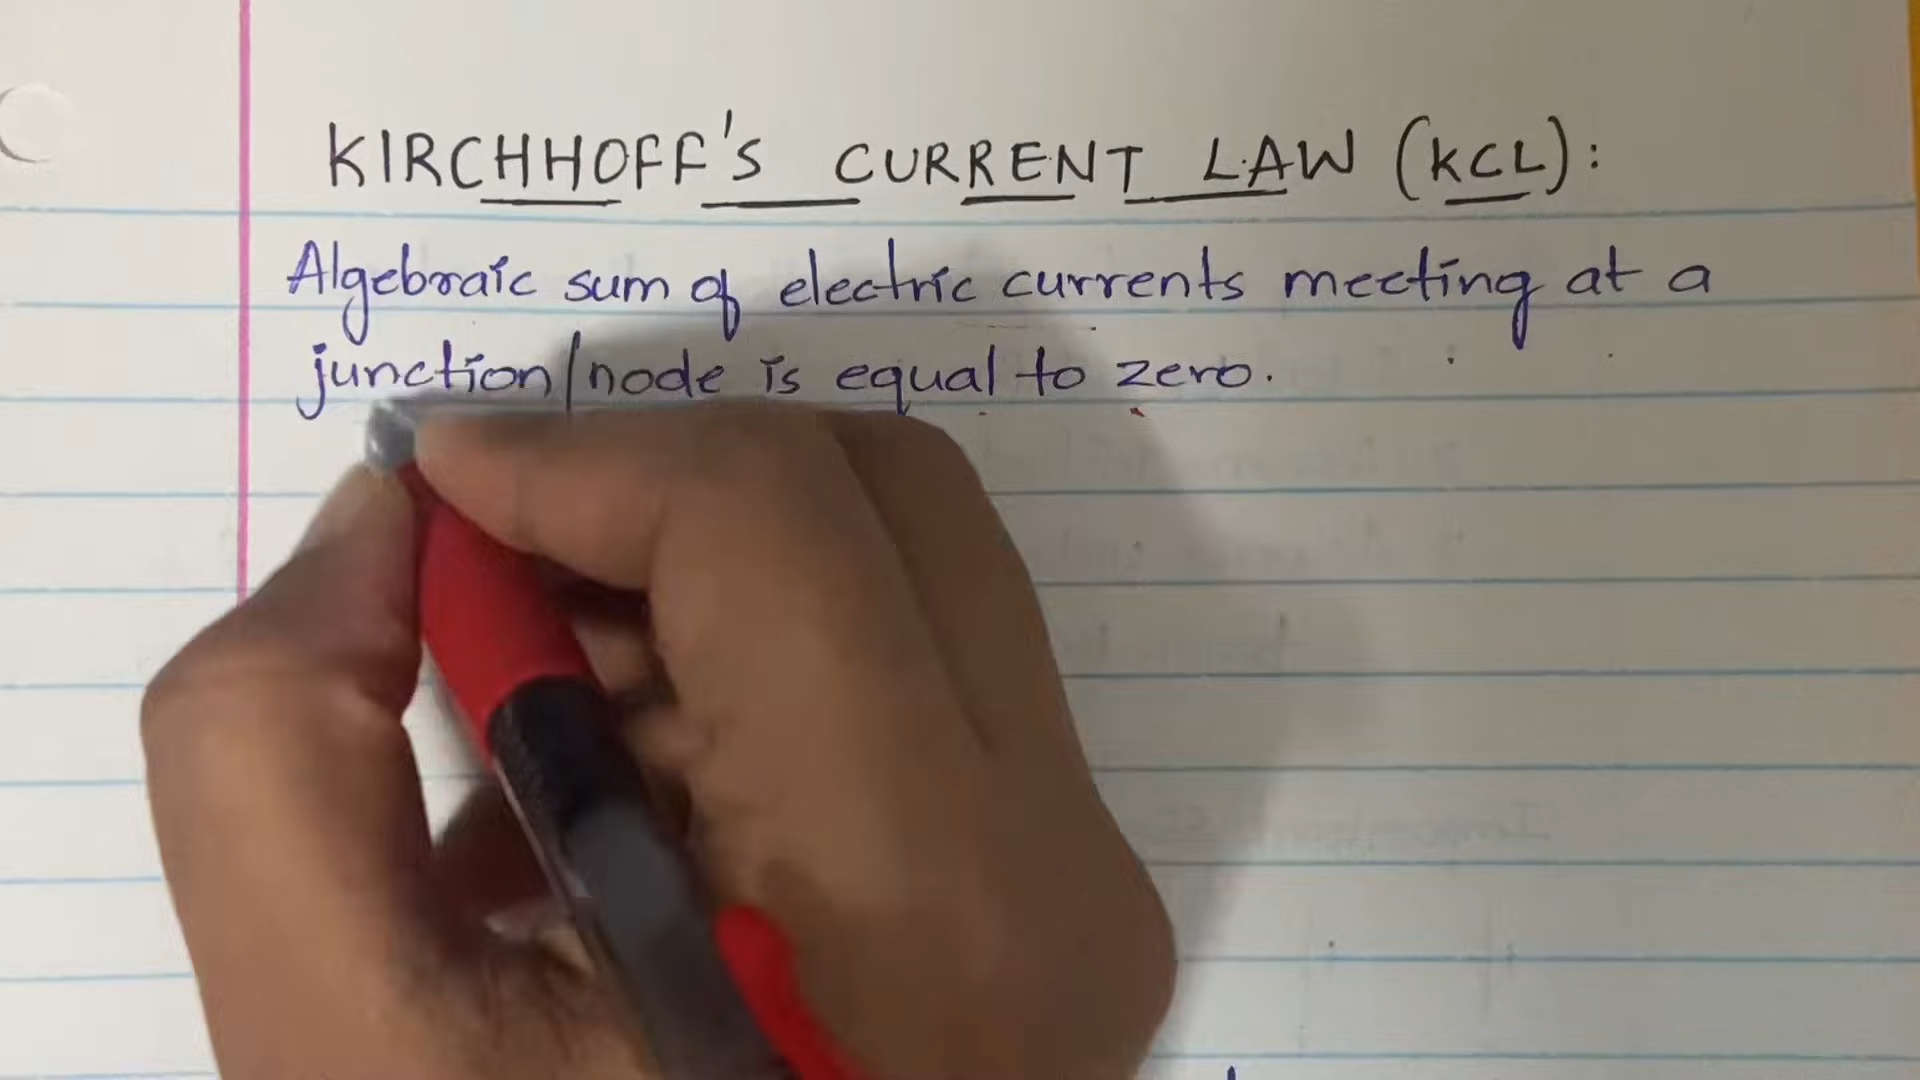 KIRCHHOFF'S CURRENT LAW (KCL):
Algebraic sum of electric currents meeting at a
junction/node is equal to zero.